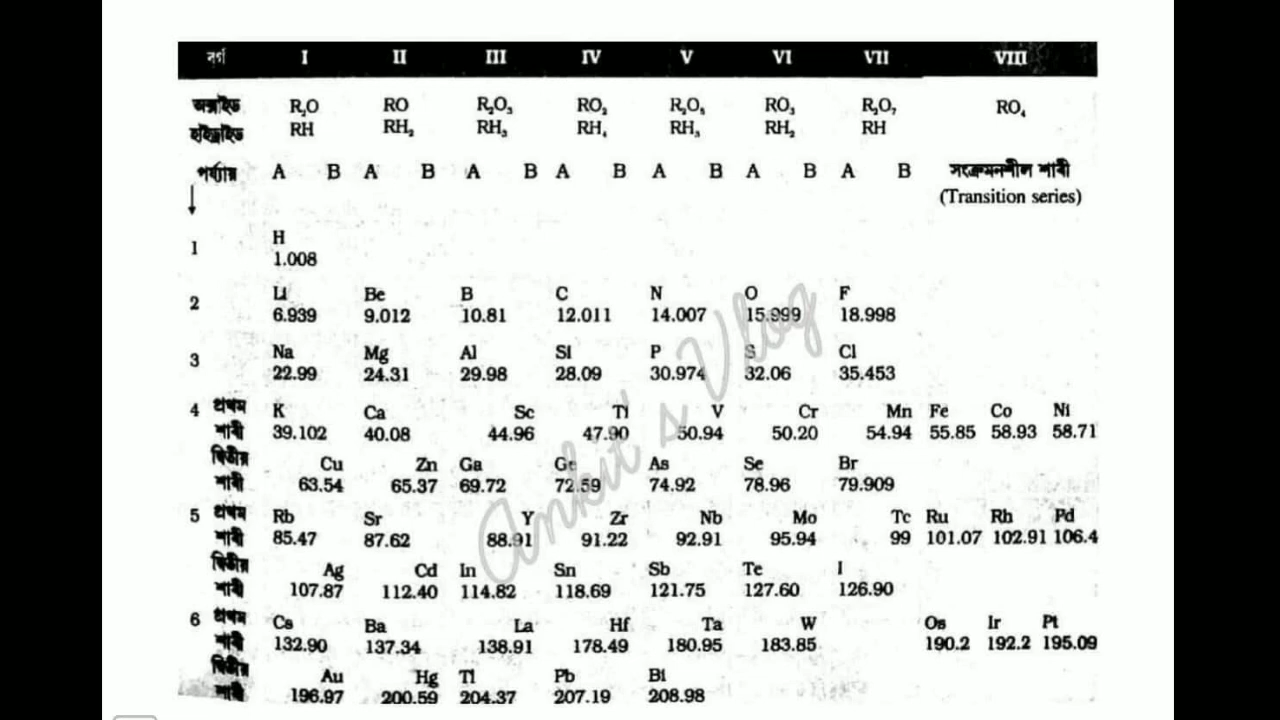 বর্গ I II III IV V VI VII VIII
অক্সাইড R₂O RO R₂O₃ RO₂ R₂O₅ RO₃ R₂O₇ RO₄
হাইড্রাইড RH RH₂ RH₃ RH₄ RH₃ RH₂ RH
পৰ্য্যায় A B A B A B A B A B A B A B সংক্রমনশীল শাৰী
(Transition series)
1 H
1.008
2 Li Be B C N O F
6.939 9.012 10.81 12.011 14.007 15.999 18.998
3 Na Mg Al Si P S Cl
22.99 24.31 29.98 28.09 30.974 32.06 35.453
4 প্ৰথম K Ca Sc Ti V Cr Mn Fe Co Ni
শাৰী 39.102 40.08 44.96 47.90 50.94 50.20 54.94 55.85 58.93 58.71
দ্বিতীয় Cu Zn Ga Ge As Se Br
শাৰী 63.54 65.37 69.72 72.59 74.92 78.96 79.909
5 প্ৰথম Rb Sr Y Zr Nb Mo Tc Ru Rh Pd
শাৰী 85.47 87.62 88.91 91.22 92.91 95.94 99 101.07 102.91 106.4
দ্বিতীয় Ag Cd In Sn Sb Te I
শাৰী 107.87 112.40 114.82 118.69 121.75 127.60 126.90
6 প্ৰথম Cs Ba La Hf Ta W Os Ir Pt
শাৰী 132.90 137.34 138.91 178.49 180.95 183.85 190.2 192.2 195.09
দ্বিতীয় Au Hg Tl Pb Bi
শাৰী 196.97 200.59 204.37 207.19 208.98
Ankit's Vlog